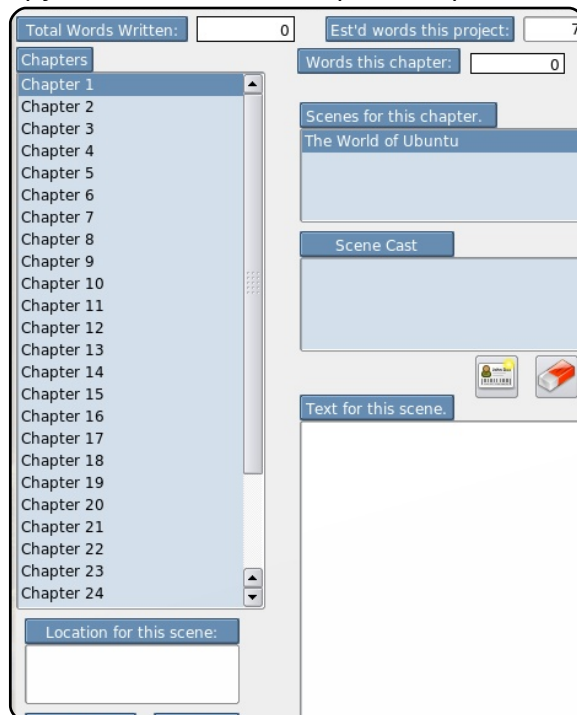 Total Words Written: 0 Est'd words this project: 7
Chapters
Words this chapter: 0
Chapter 1
Chapter 2
Chapter 3
Chapter 4
Chapter 5
Chapter 6
Chapter 7
Chapter 8
Chapter 9
Chapter 10
Chapter 11
Chapter 12
Chapter 13
Chapter 14
Chapter 15
Chapter 16
Chapter 17
Chapter 18
Chapter 19
Chapter 20
Chapter 21
Chapter 22
Chapter 23
Chapter 24
Location for this scene:
Scenes for this chapter.
The World of Ubuntu
Scene Cast
Text for this scene.